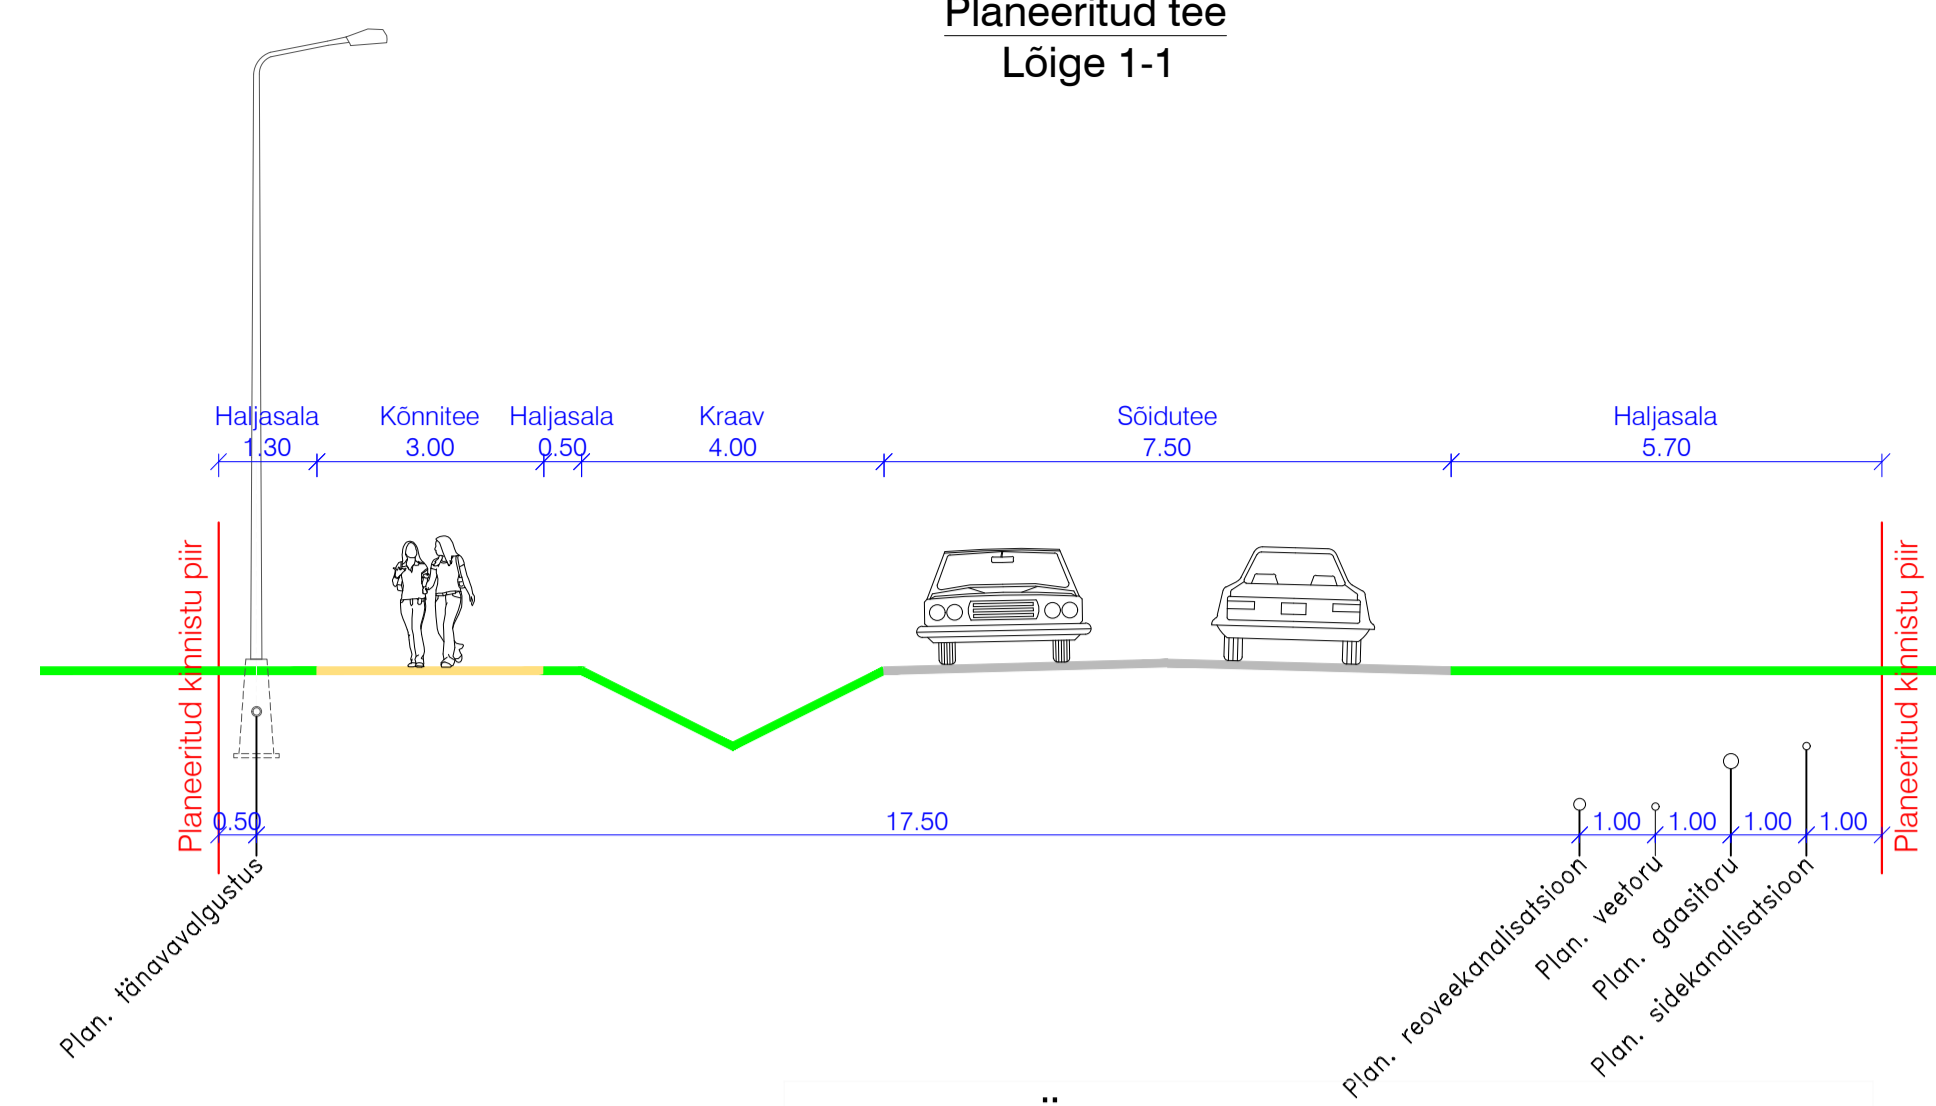 Planeeritud tee
Lõige 1-1
Haljasala Kõnnitee Haljasala Kraav Sõidutee Haljasala
1.30 3.00 0.50 4.00 7.50 5.70
Planeeritud kinnistu piir
Planeeritud kinnistu piir
0.50 17.50 1.00 1.00 1.00 1.00
Plan. tänavavalgustus
Plan. reoveekanalisatsioon
Plan. veetoru
Plan. gaasitoru
Plan. sidekanalisatsioon